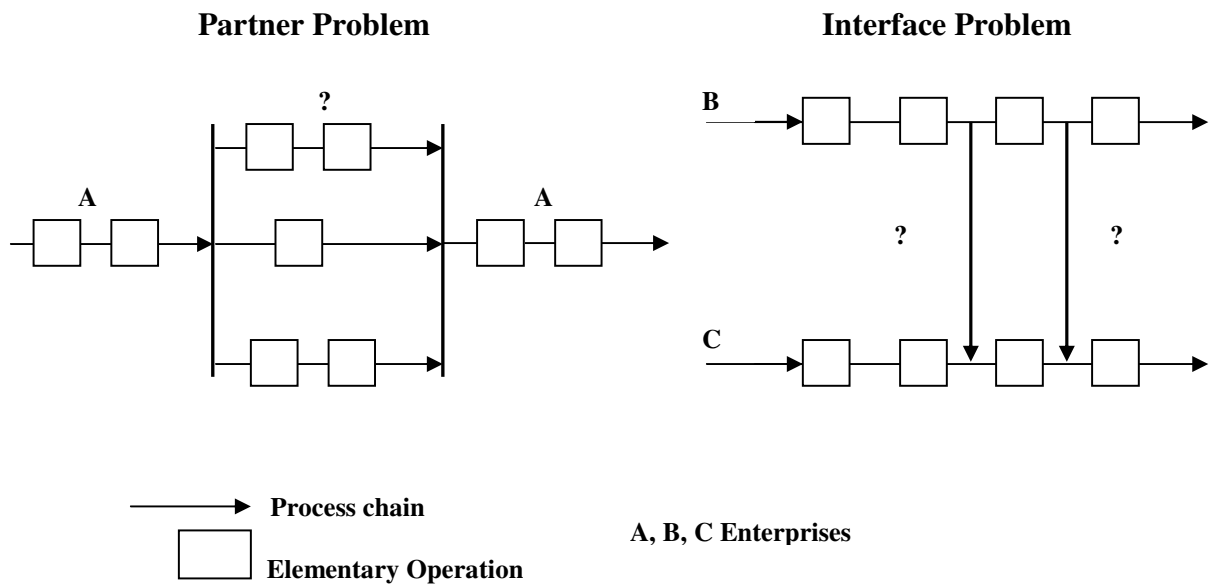 Partner Problem
Interface Problem
?
A
A
B
?
?
C
Process chain
Elementary Operation
A, B, C Enterprises